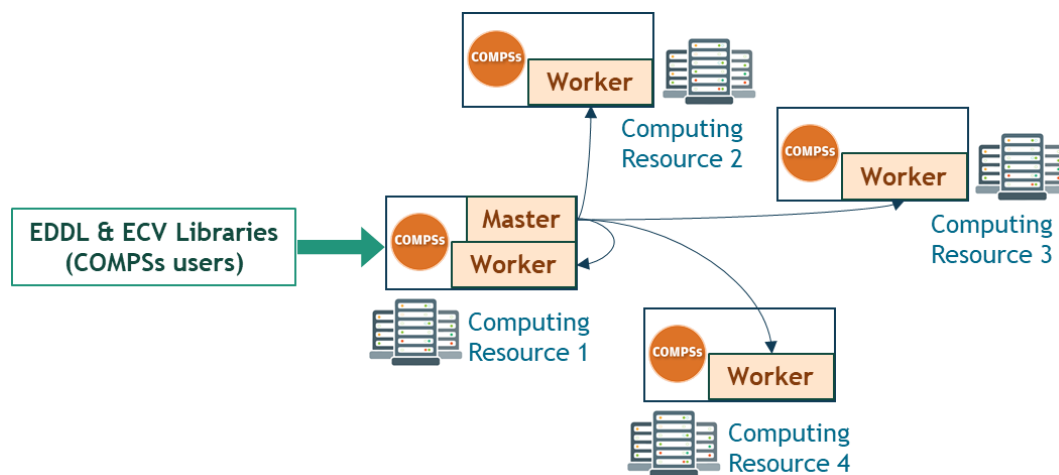 COMPSs
Worker
Computing
Resource 2
COMPSs
Worker
Computing
Resource 3
EDDL & ECV Libraries
(COMPSs users)
COMPSs
Master
Worker
Computing
Resource 1
COMPSs
Worker
Computing
Resource 4